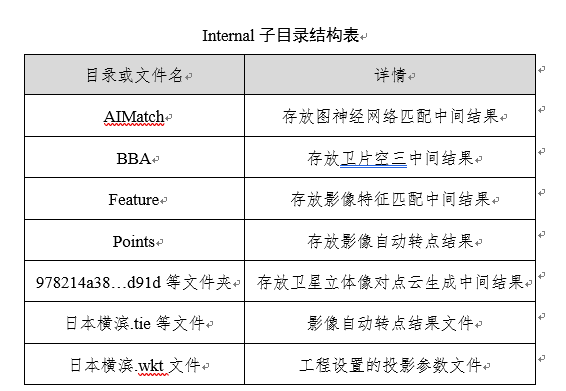 Internal 子目录结构表
目录或文件名 详情
AIMatch 存放图神经网络匹配中间结果
BBA 存放卫片空三中间结果
Feature 存放影像特征匹配中间结果
Points 存放影像自动转点结果
978214a38…d91d 等文件夹 存放卫星立体像对点云生成中间结果
日本横滨.tie 等文件 影像自动转点结果文件
日本横滨.wkt 文件 工程设置的投影参数文件